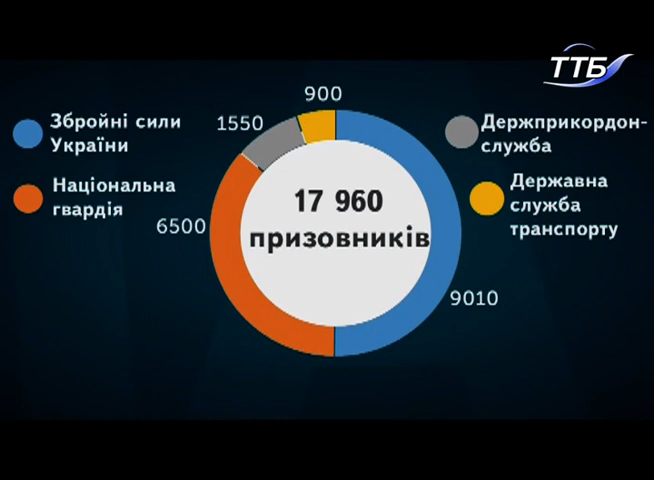 ТТБ
900
1550
Збройні сили
України
Держприкордон-
служба
Національна
гвардія
Державна
служба
транспорту
17 960
призовників
6500
9010